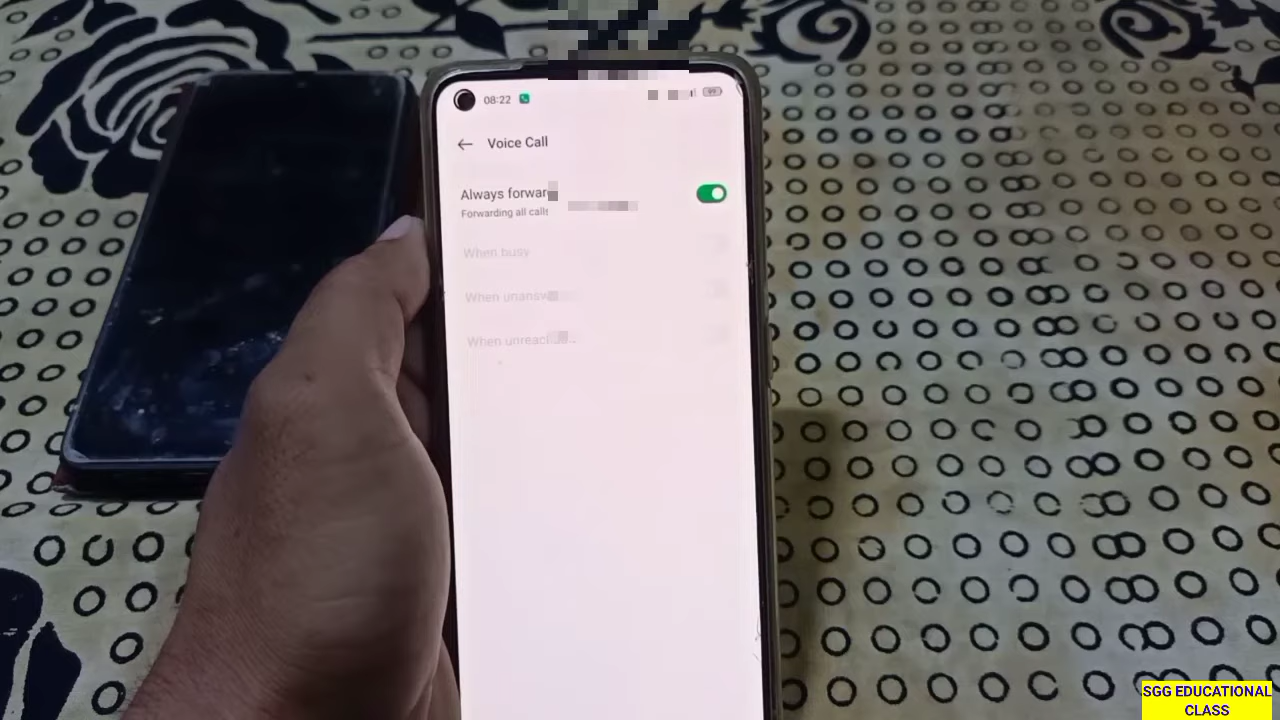 08:22
Voice Call
Always forwar
Forwarding all calls
When busy
When unansw
When unreac
SGG EDUCATIONAL
CLASS